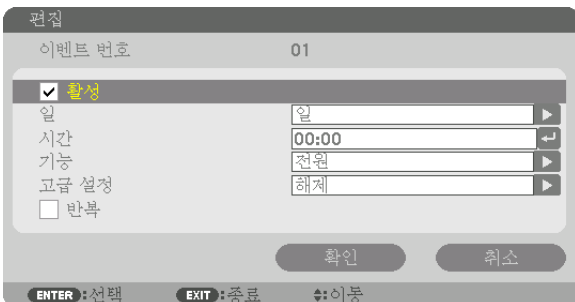 편집
이벤트 번호 01
활성
일 일
시간 00:00
기능 전원
고급 설정 해제
반복
확인 취소
ENTER :선택 EXIT :종료 :이동